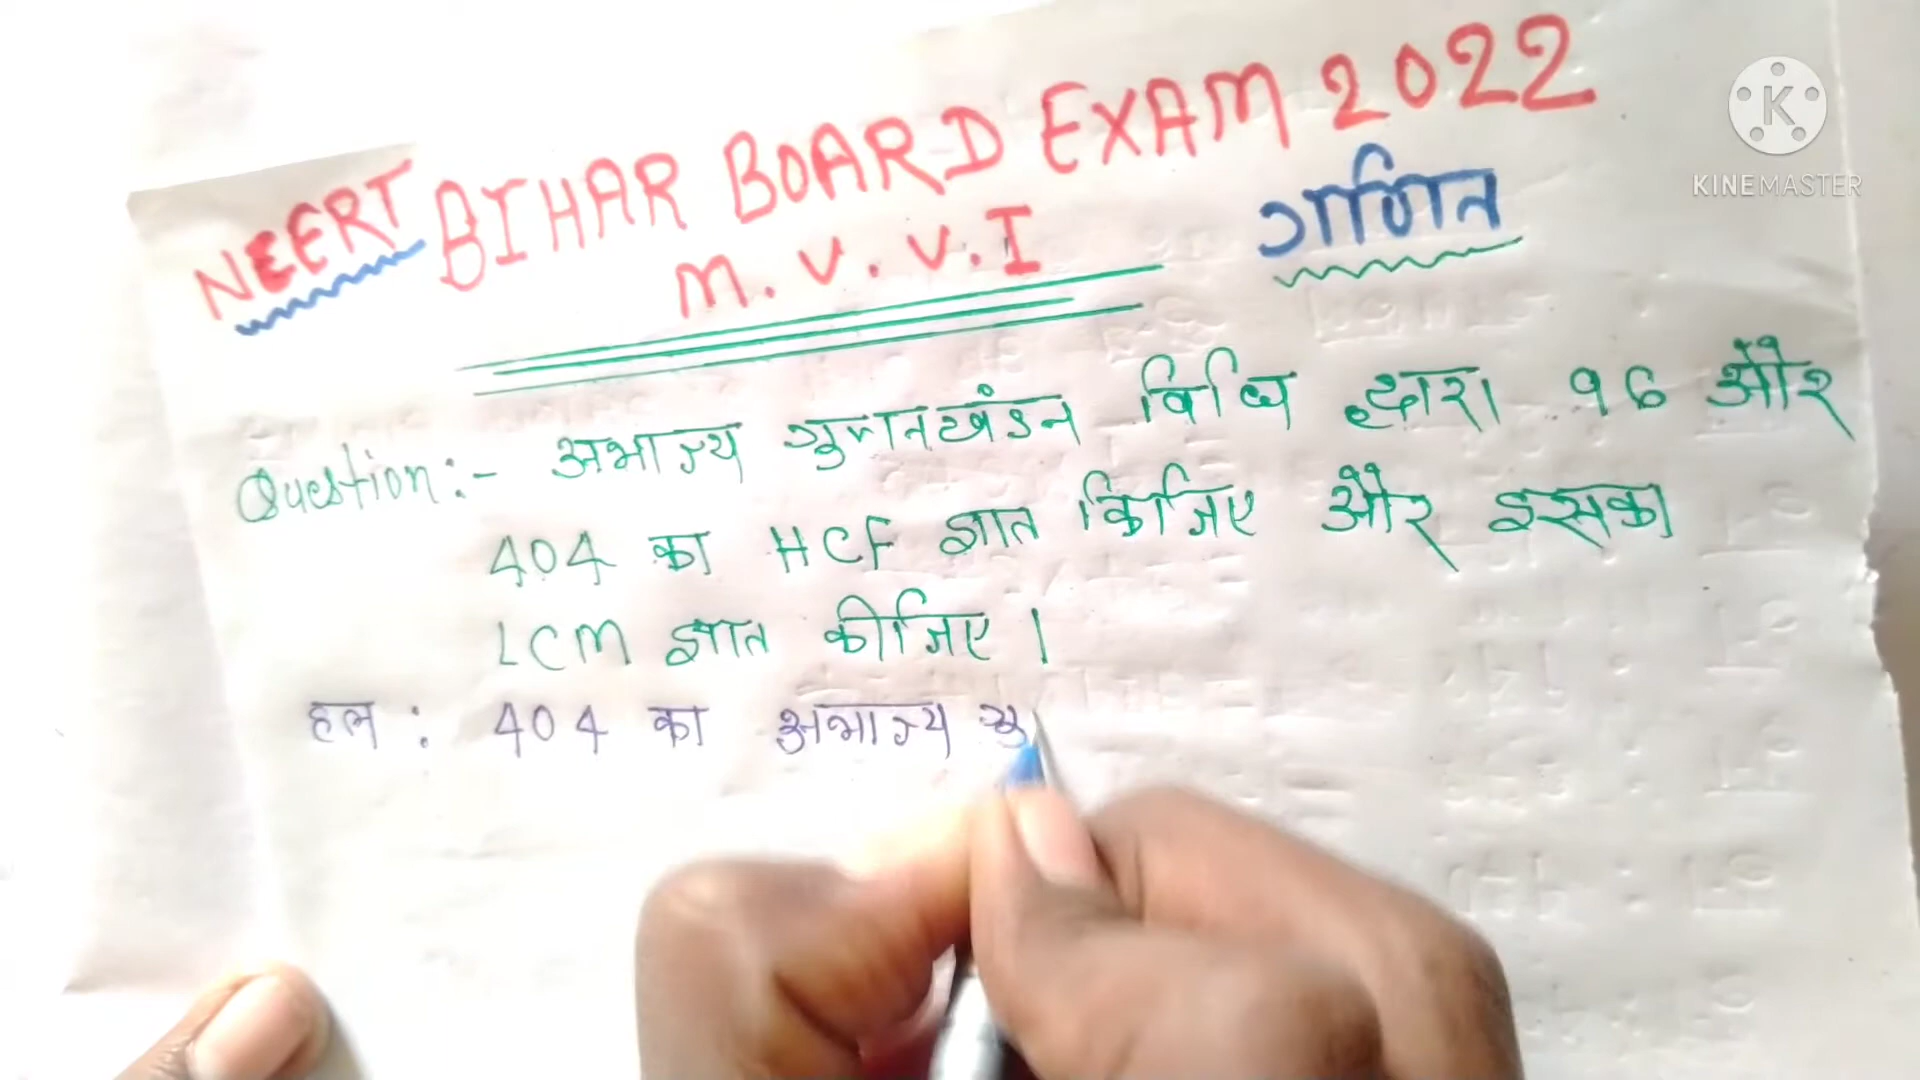 NEERT BIHAR BOARD EXAM 2022
M.V.V.I गणित
Question:- अभाज्य गुणनखंडन विधि द्वारा 96 और
404 का HCF ज्ञात किजिए और इसका
LCM ज्ञात कीजिए।
हल : 404 का अभाज्य गु
K
KINEMASTER